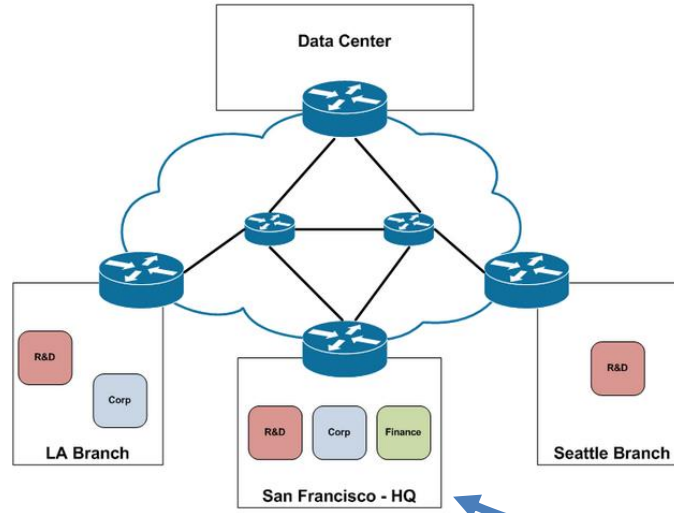 Data Center
R&D
Corp
LA Branch
R&D
Corp
Finance
San Francisco - HQ
R&D
Seattle Branch